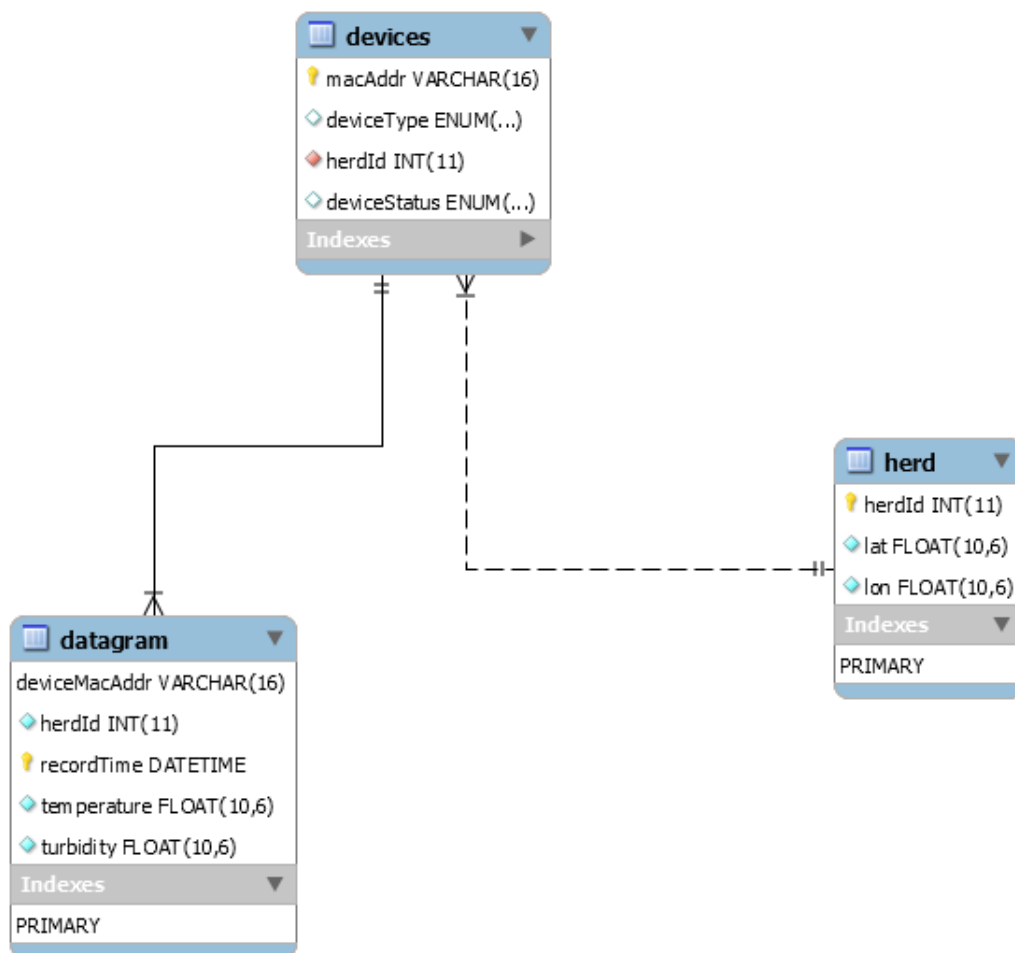 devices
macAddr VARCHAR(16)
deviceType ENUM(...)
herdId INT(11)
deviceStatus ENUM(...)
Indexes
herd
herdId INT(11)
lat FLOAT(10,6)
lon FLOAT(10,6)
Indexes
PRIMARY
datagram
deviceMacAddr VARCHAR(16)
herdId INT(11)
recordTime DATETIME
temperature FLOAT(10,6)
turbidity FLOAT(10,6)
Indexes
PRIMARY